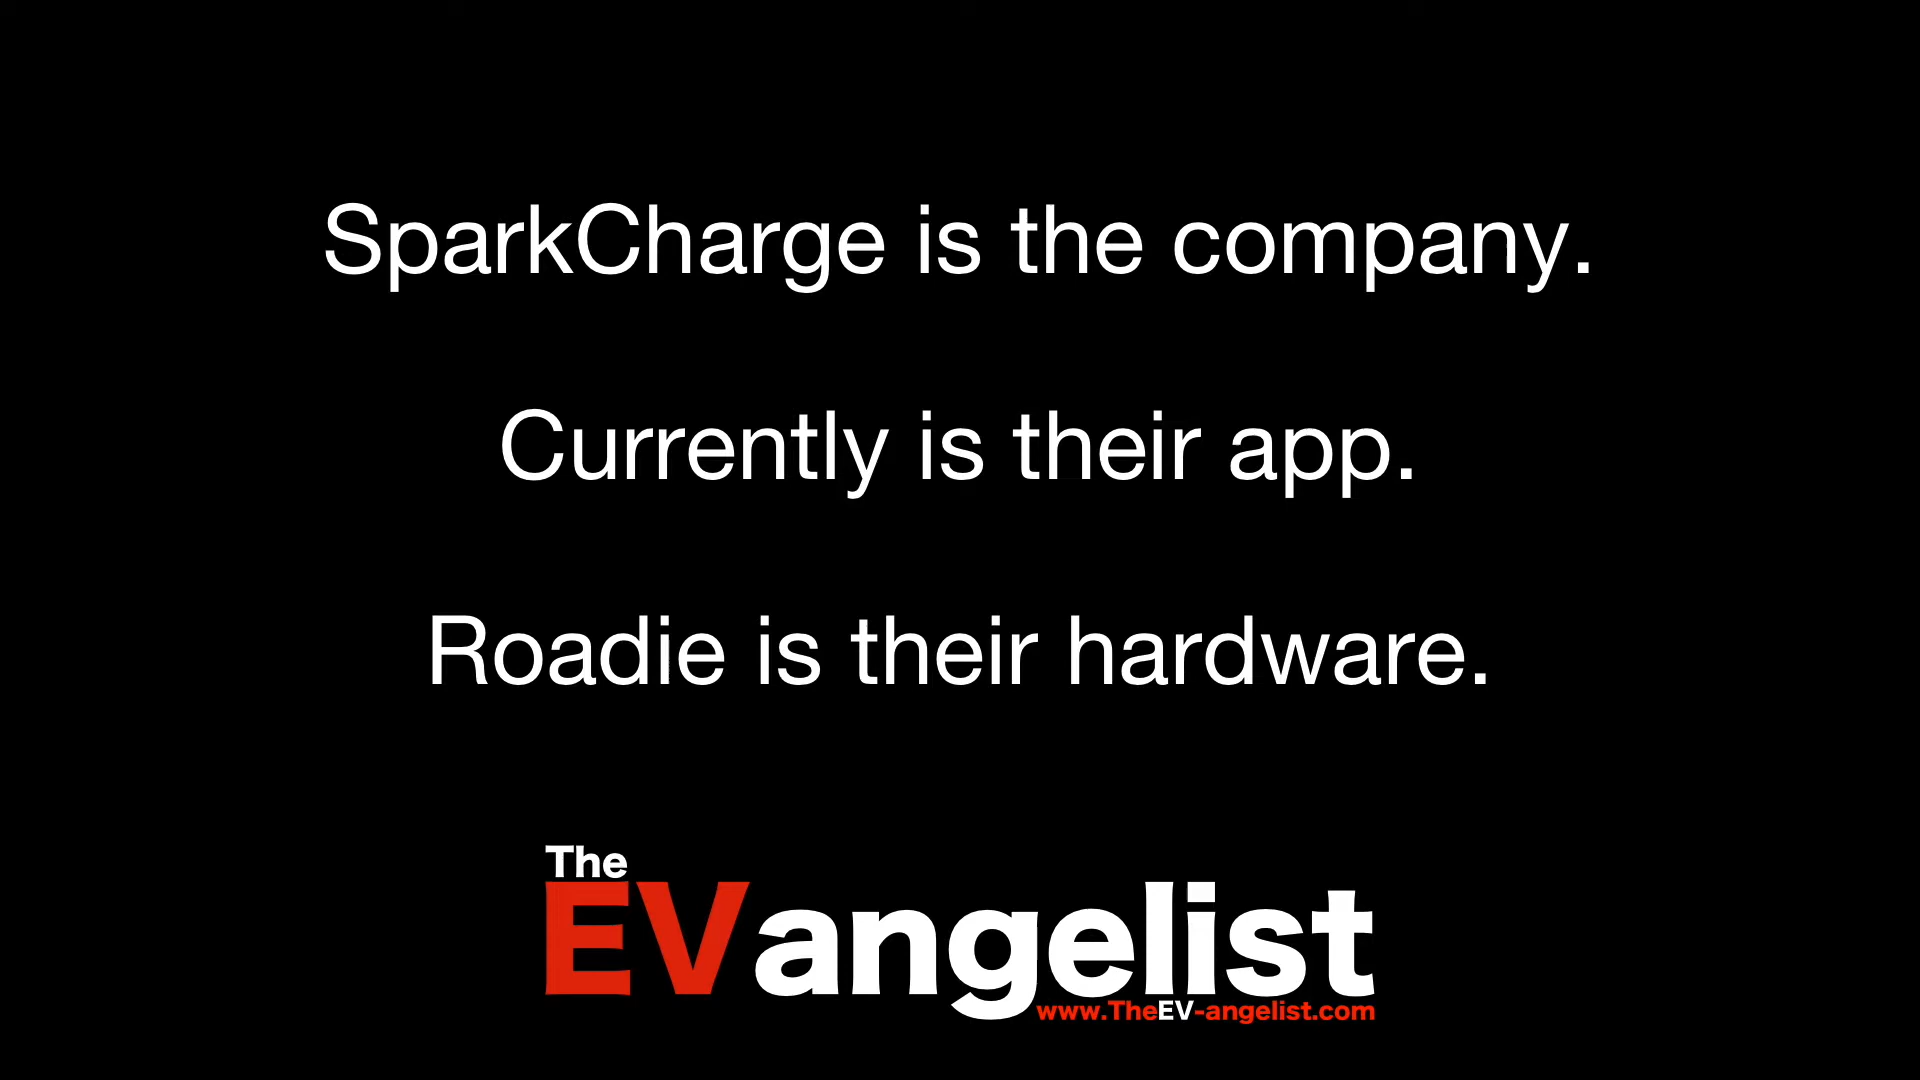 SparkCharge is the company.
Currently is their app.
Roadie is their hardware.
The
EVangelist
www.TheEV-angelist.com